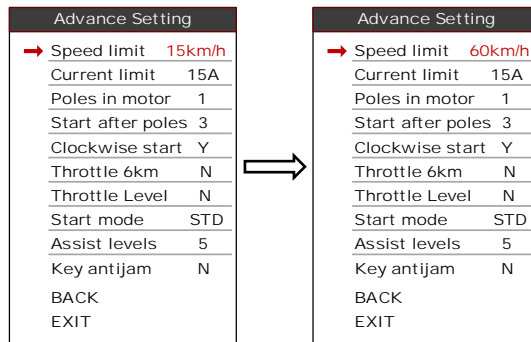 Advance Setting
Speed limit 15km/h
Current limit 15A
Poles in motor 1
Start after poles 3
Clockwise start Y
Throttle 6km N
Throttle Level N
Start mode STD
Assist levels 5
Key antijam N
BACK
EXIT
Advance Setting
Speed limit 60km/h
Current limit 15A
Poles in motor 1
Start after poles 3
Clockwise start Y
Throttle 6km N
Throttle Level N
Start mode STD
Assist levels 5
Key antijam N
BACK
EXIT